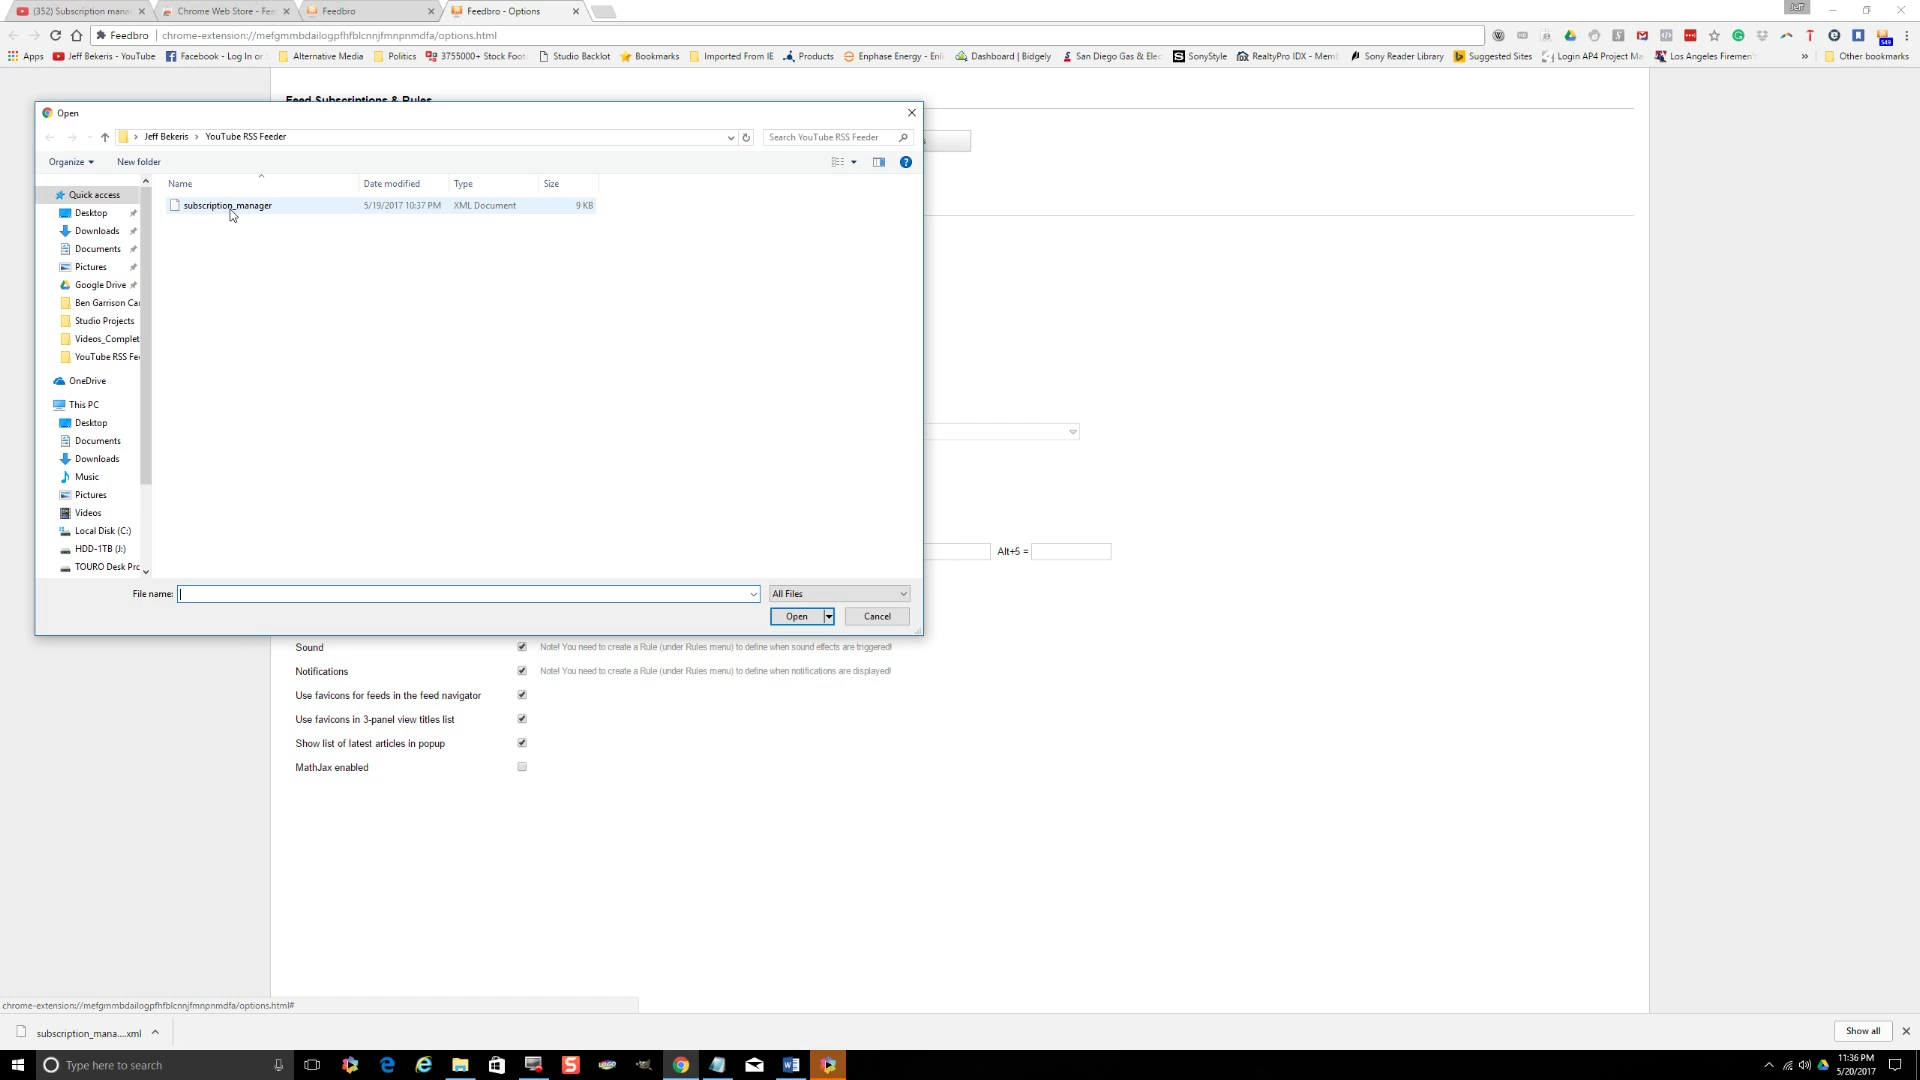 (352) Subscription mana
Chrome Web Store - Fee
Feedbro
Feedbro - Options
Jeff
Feedbro
chrome-extension://mefgmmbdailogpfhfblcnnjfmnpnmdfa/options.html
Apps
Jeff Bekeris - YouTube
Facebook - Log In or
Alternative Media
Politics
3755000+ Stock Foot
Studio Backlot
Bookmarks
Imported From IE
Products
Enphase Energy - Enli
Dashboard | Bidgely
San Diego Gas & Elec
SonyStyle
RealtyPro IDX - Mem
Sony Reader Library
Suggested Sites
Login AP4 Project Ma
Los Angeles Firemen'
»
Other bookmarks
549
Feed Subscriptions & Rules
Open
Jeff Bekeris > YouTube RSS Feeder
Search YouTube RSS Feeder
Organize
New folder
Name
Date modified
Type
Size
subscription_manager
5/19/2017 10:37 PM
XML Document
9 KB
Quick access
Desktop
Downloads
Documents
Pictures
Google Drive
Ben Garrison Car
Studio Projects
Videos_Complet
YouTube RSS Fee
OneDrive
This PC
Desktop
Documents
Downloads
Music
Pictures
Videos
Local Disk (C:)
HDD-1TB (J:)
TOURO Desk Prc
File name:
All Files
Open
Cancel
Alt+5 =
Sound
Note! You need to create a Rule (under Rules menu) to define when sound effects are triggered!
Notifications
Note! You need to create a Rule (under Rules menu) to define when notifications are displayed!
Use favicons for feeds in the feed navigator
Use favicons in 3-panel view titles list
Show list of latest articles in popup
MathJax enabled
chrome-extension://mefgmmbdailogpfhfblcnnjfmnpnmdfa/options.html#
subscription_mana....xml
Show all
Type here to search
11:36 PM
5/20/2017